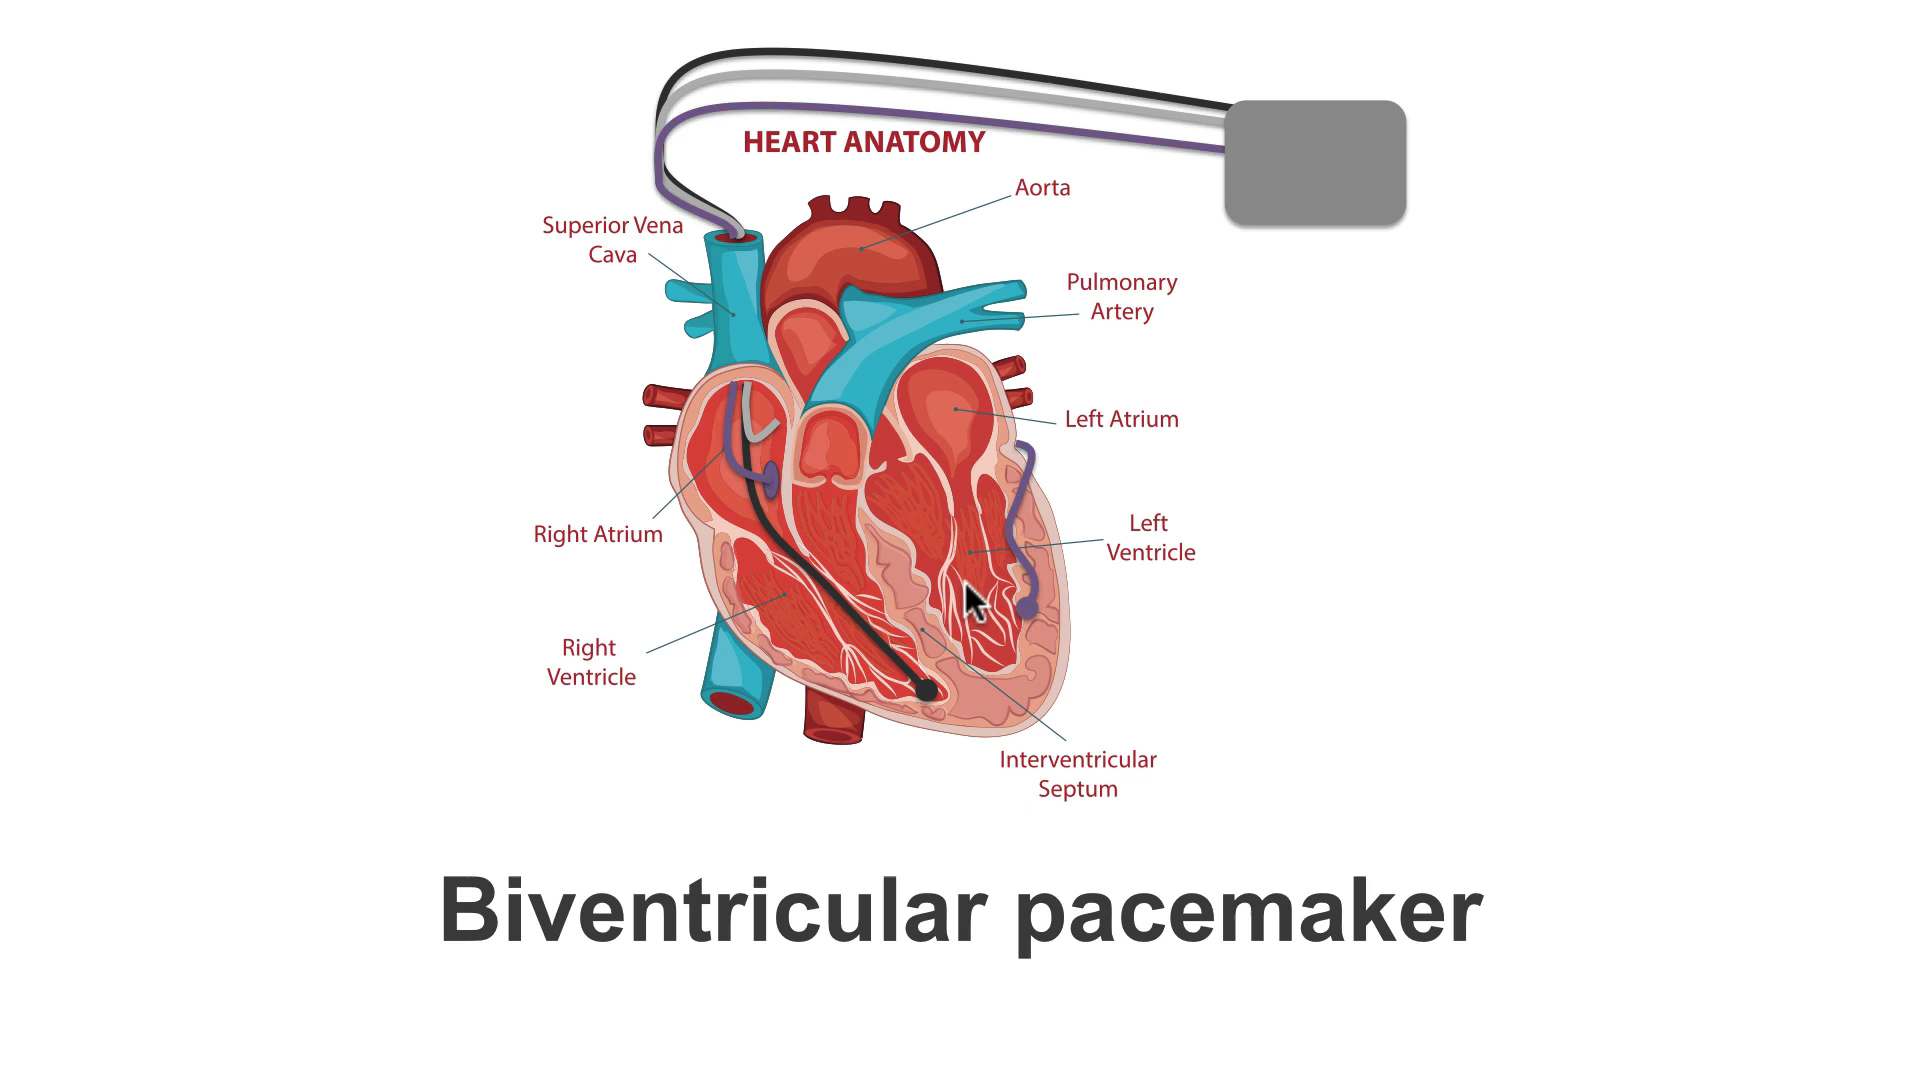 HEART ANATOMY
Aorta
Superior Vena
Cava
Pulmonary
Artery
Left Atrium
Right Atrium
Left
Ventricle
Right
Ventricle
Interventricular
Septum
Biventricular pacemaker